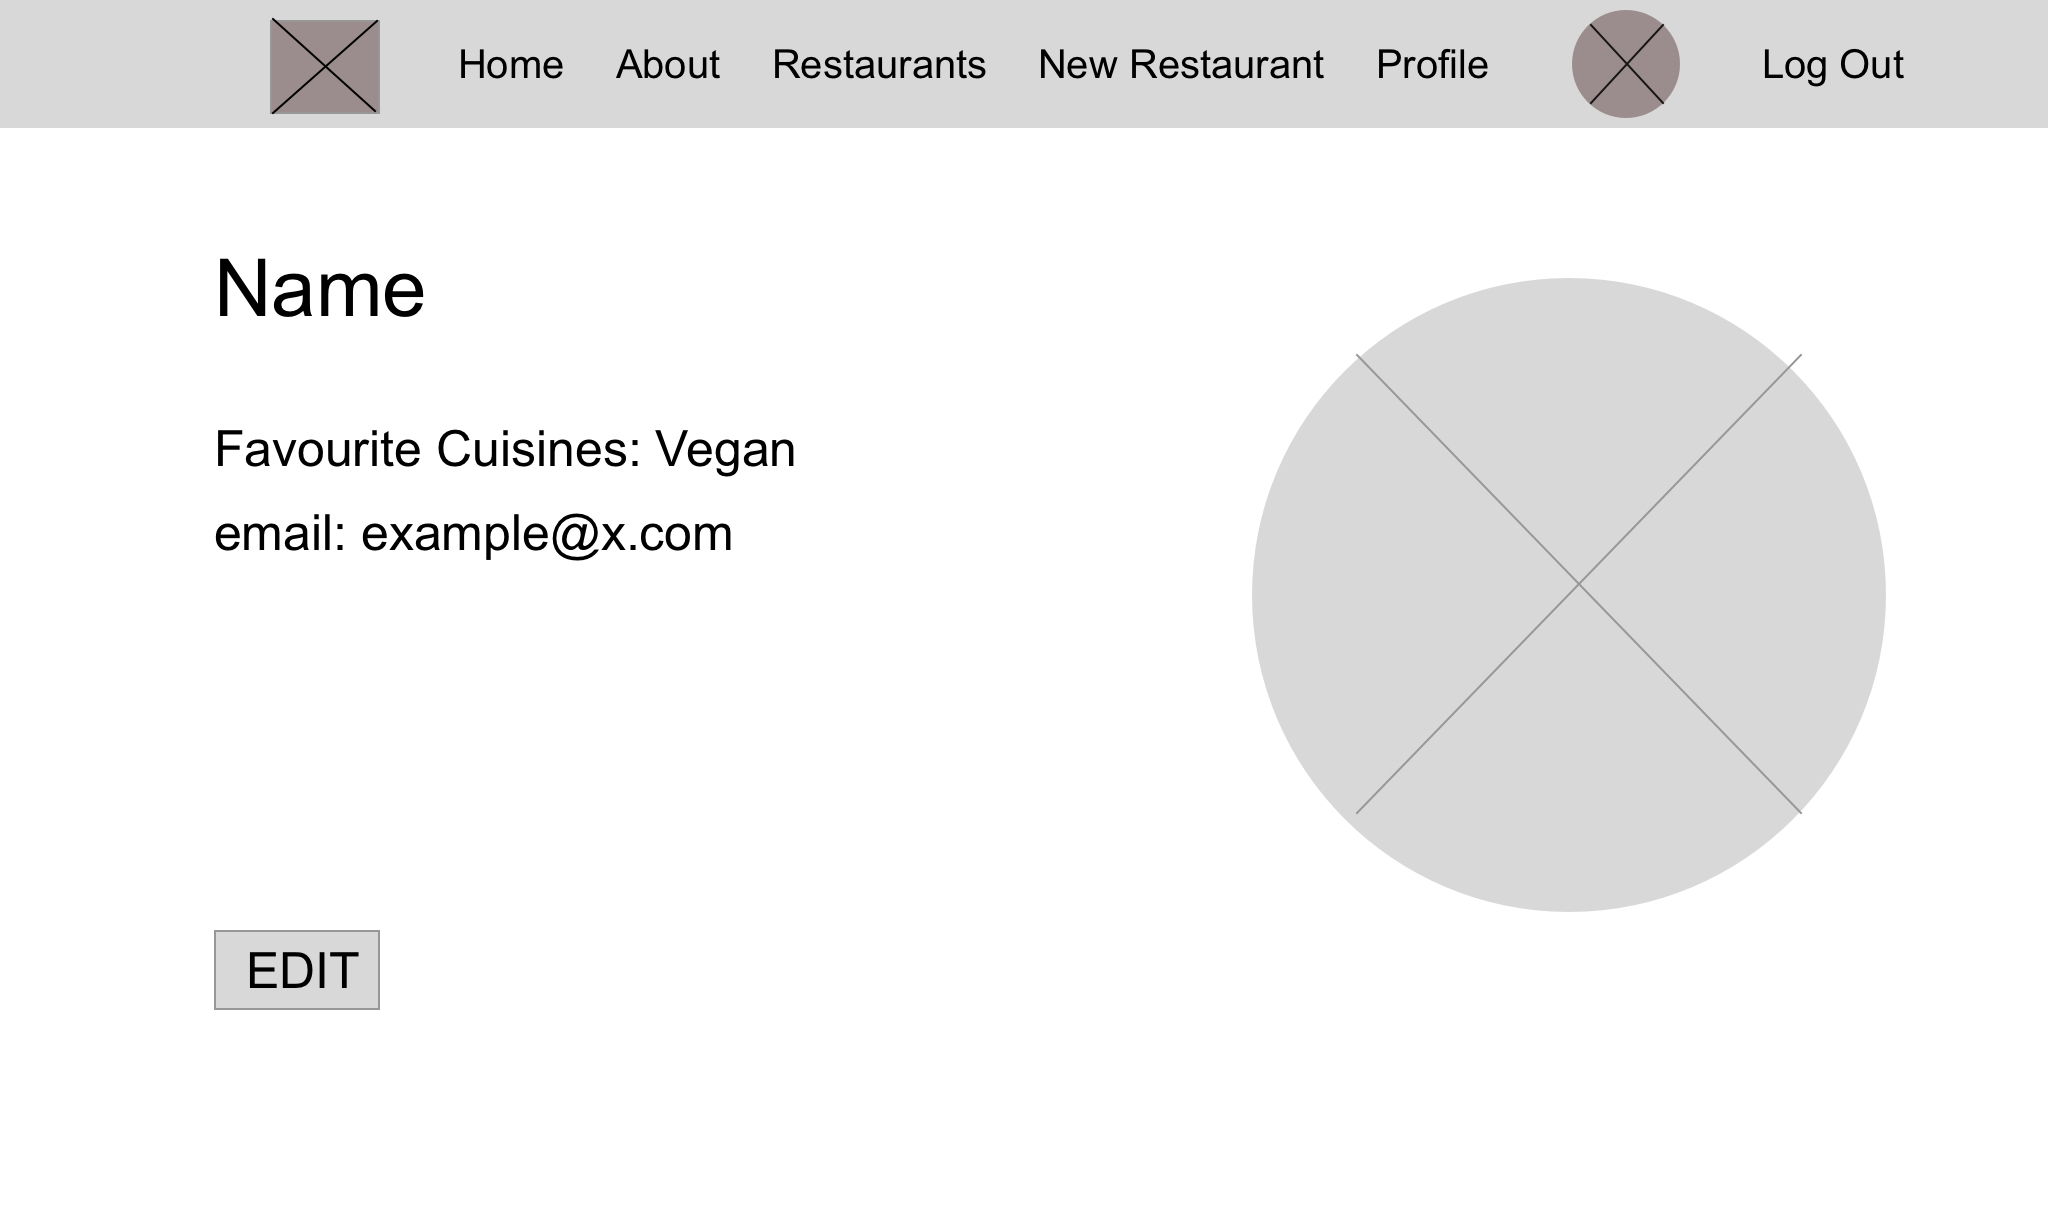 Home About Restaurants New Restaurant Profile Log Out
Name
Favourite Cuisines: Vegan
email: example@x.com
EDIT